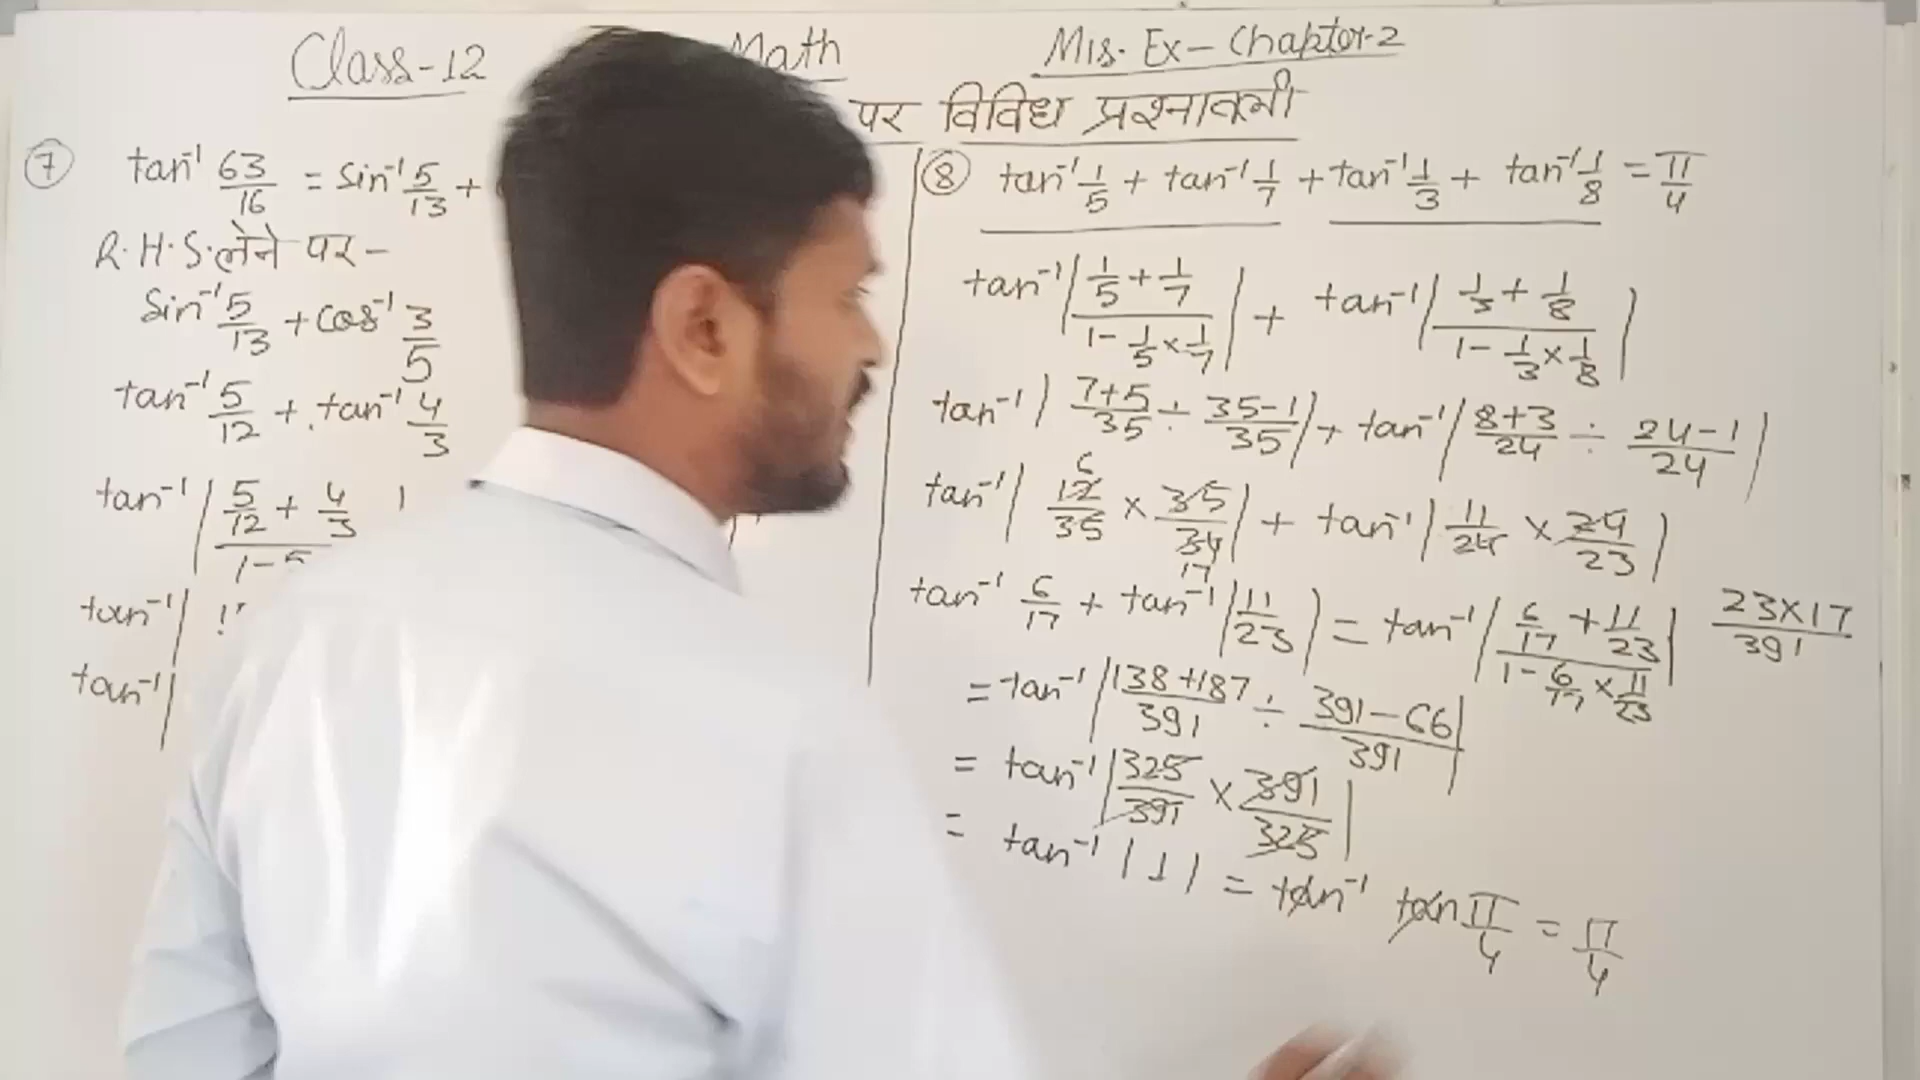 Class-12 Math Mis. Ex- Chapter-2
पर विविध प्रश्नावली
⑦ tan⁻¹ 63/16 = sin⁻¹ 5/13 +
R.H.S. लेने पर-
sin⁻¹ 5/13 + cos⁻¹ 3/5
tan⁻¹ 5/12 + tan⁻¹ 4/3
tan⁻¹ | (5/12 + 4/3) / (1 - 5
tan⁻¹ |
tan⁻¹ |
⑧ tan⁻¹ 1/5 + tan⁻¹ 1/7 + tan⁻¹ 1/3 + tan⁻¹ 1/8 = π/4
tan⁻¹ | (1/5 + 1/7) / (1 - 1/5 × 1/7) | + tan⁻¹ | (1/3 + 1/8) / (1 - 1/3 × 1/8) |
tan⁻¹ | (7+5)/35 ÷ (35-1)/35 | + tan⁻¹ | (8+3)/24 ÷ (24-1)/24 |
tan⁻¹ | 12/35 × 35/34 | + tan⁻¹ | 11/24 × 24/23 |
6 17
tan⁻¹ 6/17 + tan⁻¹ | 11/23 | = tan⁻¹ | (6/17 + 11/23) / (1 - 6/17 × 11/23) | 23×17/391
= tan⁻¹ | (138+187)/391 ÷ (391-66)/391 |
= tan⁻¹ | 325/391 × 391/325 |
= tan⁻¹ | 1 | = tan⁻¹ tan π/4 = π/4